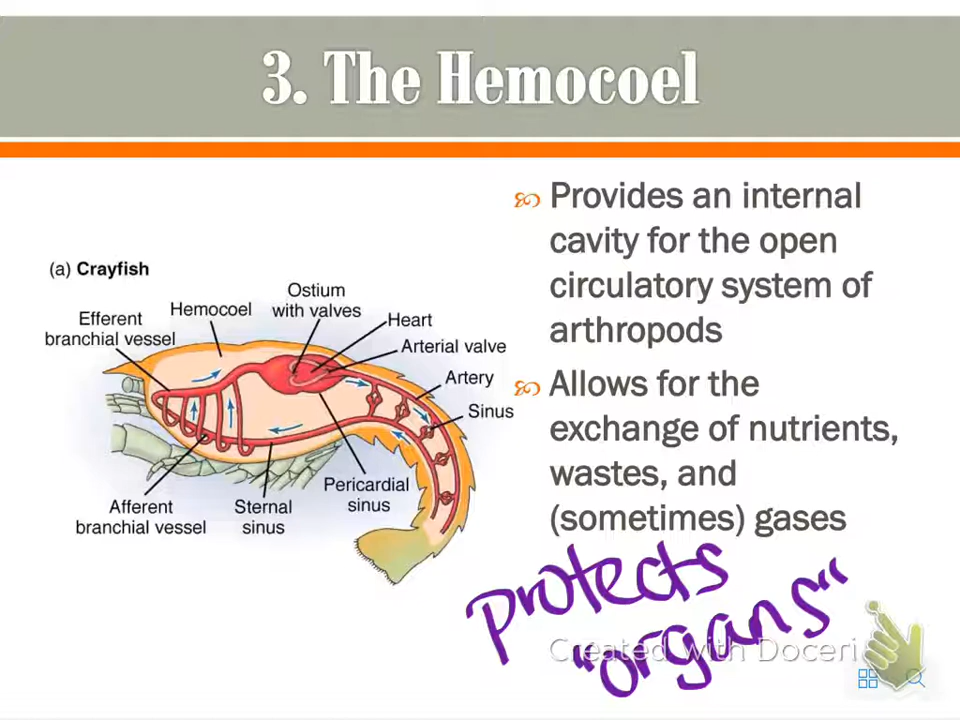 3. The Hemocoel
Provides an internal
cavity for the open
circulatory system of
arthropods
Allows for the
exchange of nutrients,
wastes, and
(sometimes) gases
protects
"organs"
(a) Crayfish
Efferent
branchial vessel
Hemocoel
Ostium
with valves
Heart
Arterial valve
Artery
Sinus
Afferent
branchial vessel
Sternal
sinus
Pericardial
sinus
Created with Doceri